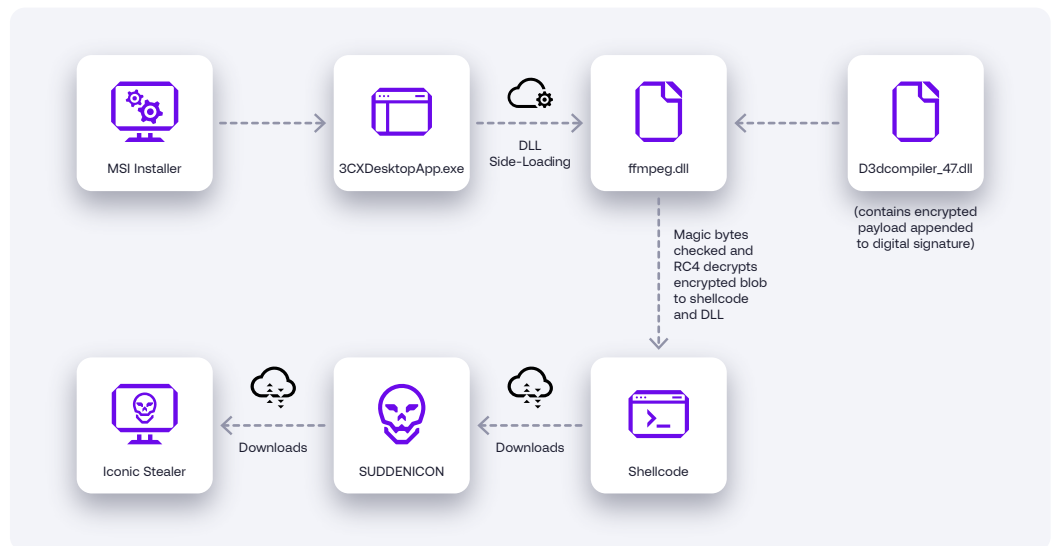 MSI Installer
3CXDesktopApp.exe
DLL
Side-Loading
ffmpeg.dll
D3dcompiler_47.dll
(contains encrypted
payload appended
to digital signature)
Magic bytes
checked and
RC4 decrypts
encrypted blob
to shellcode
and DLL
Iconic Stealer
Downloads
SUDDENICON
Downloads
Shellcode